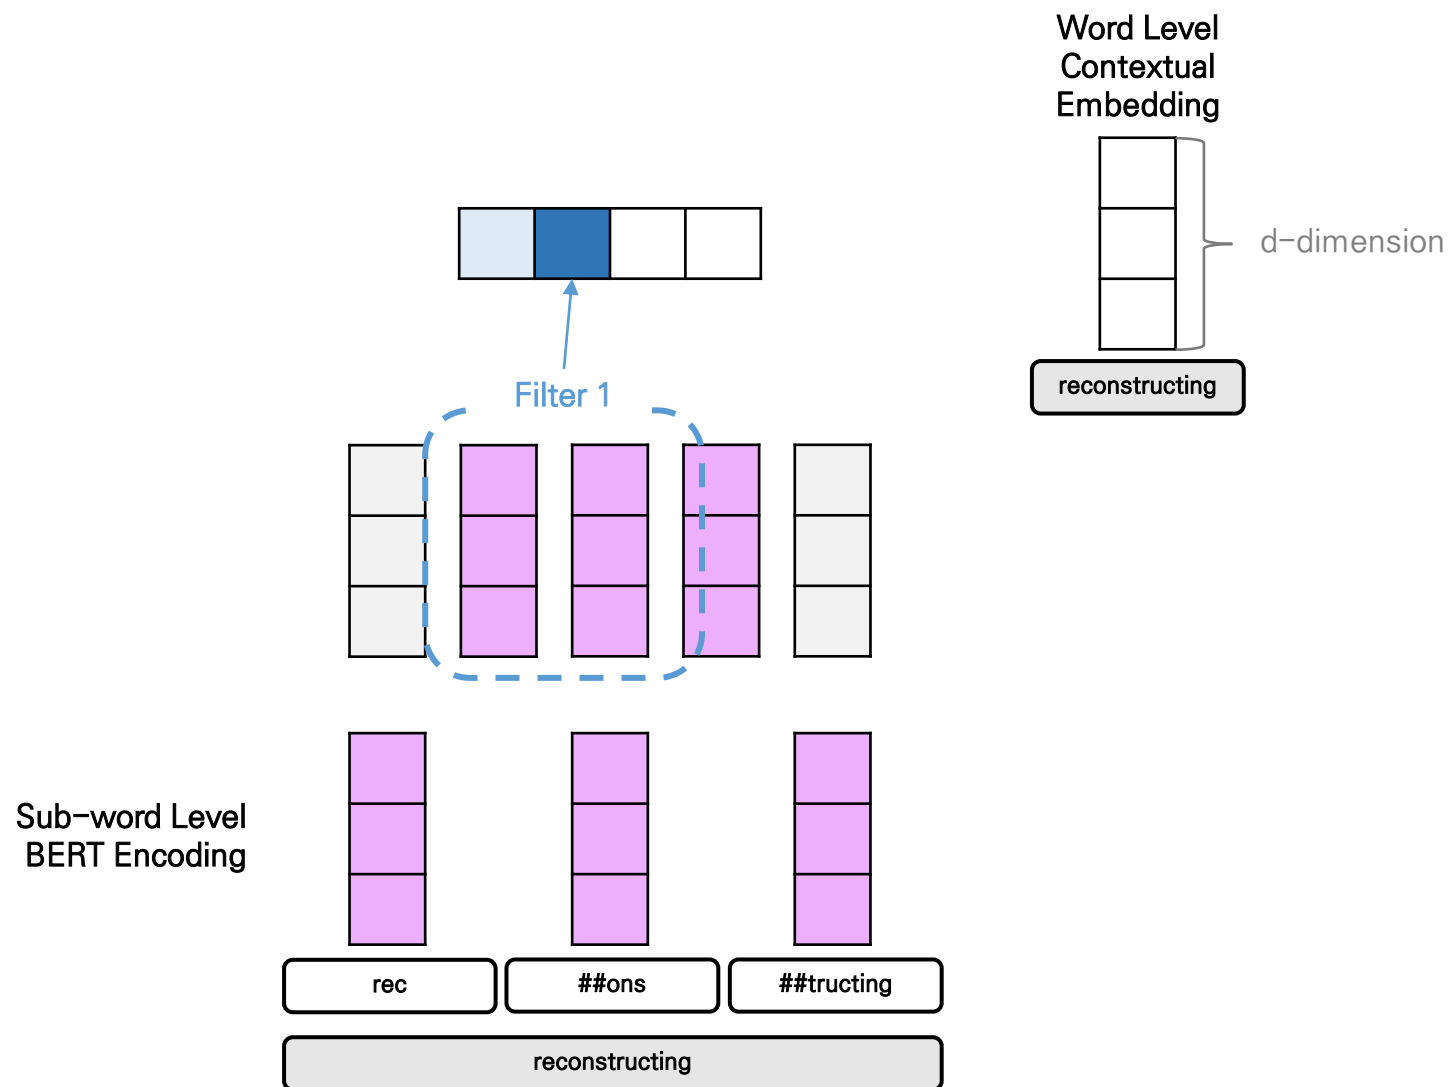 Word Level
Contextual
Embedding
d-dimension
reconstructing
Filter 1
Sub-word Level
BERT Encoding
rec
##ons
##tructing
reconstructing